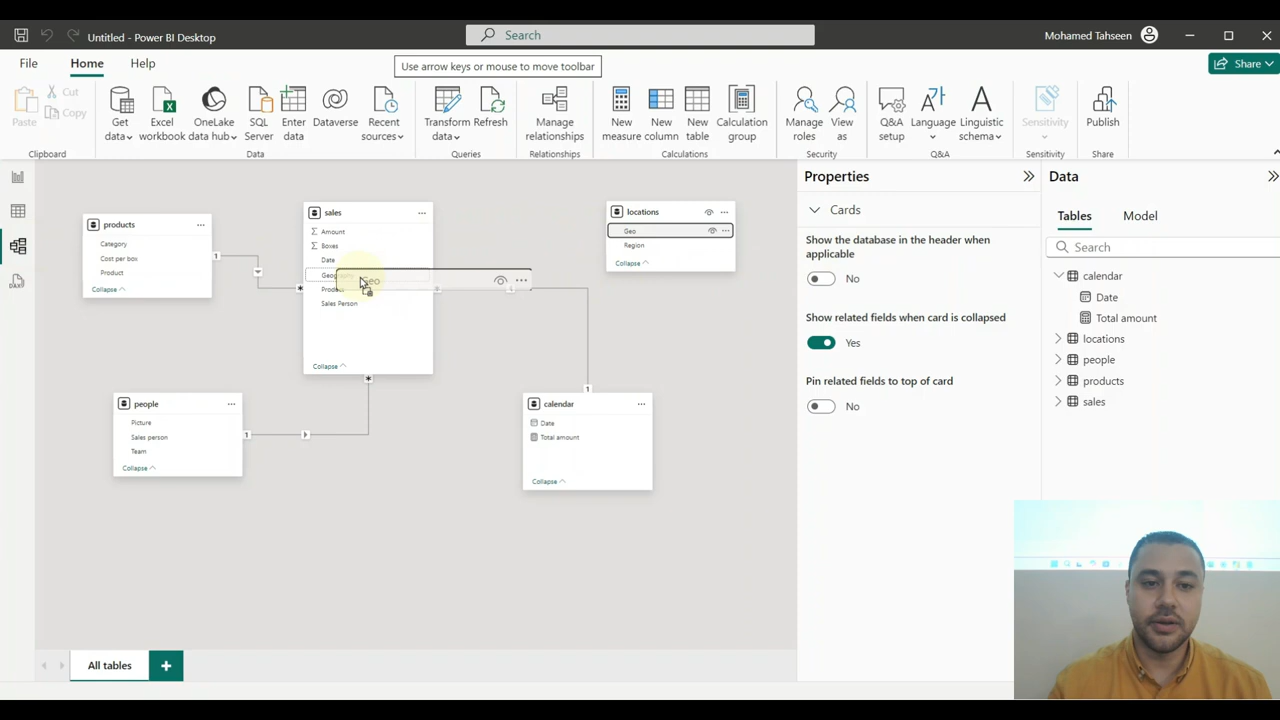 Untitled - Power BI Desktop
Search
Mohamed Tahseen
File
Home
Help
Use arrow keys or mouse to move toolbar
Share
Paste
Cut
Copy
Get data
Excel workbook
OneLake data hub
SQL Server
Enter data
Dataverse
Recent sources
Transform data
Refresh
Manage relationships
New measure
New column
New table
Calculation group
Manage roles
View as
Q&A setup
Language
Linguistic schema
Sensitivity
Publish
Clipboard
Data
Queries
Relationships
Calculations
Security
Q&A
Sensitivity
Share
products
Category
Cost per box
Product
Collapse
1
*
sales
Amount
Boxes
Date
Geo
Sales Person
Collapse
*
locations
Geo
Region
Collapse
people
Picture
Sales person
Team
Collapse
1
calendar
Date
Total amount
Collapse
1
Properties
Cards
Show the database in the header when
applicable
No
Show related fields when card is collapsed
Yes
Pin related fields to top of card
No
Data
Tables
Model
Search
calendar
Date
Total amount
locations
people
products
sales
All tables